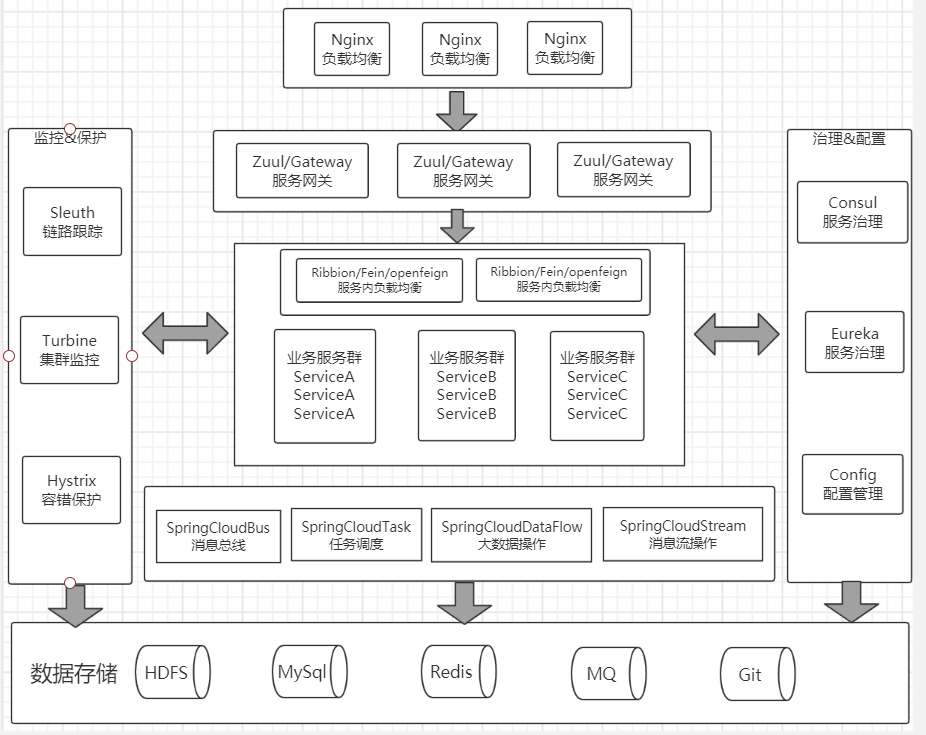 Nginx
负载均衡
Nginx
负载均衡
Nginx
负载均衡
监控&保护
Sleuth
链路跟踪
Turbine
集群监控
Hystrix
容错保护
Zuul/Gateway
服务网关
Zuul/Gateway
服务网关
Zuul/Gateway
服务网关
Ribbion/Fein/openfeign
服务内负载均衡
Ribbion/Fein/openfeign
服务内负载均衡
业务服务群
ServiceA
ServiceA
ServiceA
业务服务群
ServiceB
ServiceB
ServiceB
业务服务群
ServiceC
ServiceC
ServiceC
治理&配置
Consul
服务治理
Eureka
服务治理
Config
配置管理
SpringCloudBus
消息总线
SpringCloudTask
任务调度
SpringCloudDataFlow
大数据操作
SpringCloudStream
消息流操作
数据存储
HDFS
MySql
Redis
MQ
Git